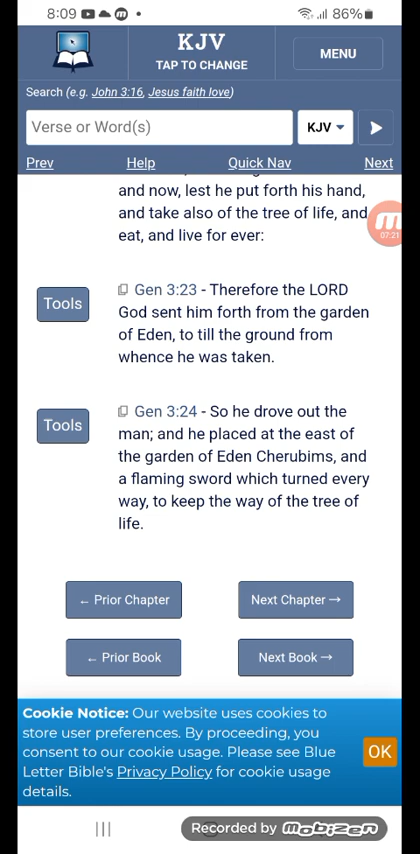 8:09 86%
KJV
TAP TO CHANGE
MENU
Search (e.g. John 3:16, Jesus faith love)
Verse or Word(s)
KJV
Prev Help Quick Nav Next
and now, lest he put forth his hand,
and take also of the tree of life, and
eat, and live for ever:
07:21
Tools
Gen 3:23 - Therefore the LORD
God sent him forth from the garden
of Eden, to till the ground from
whence he was taken.
Tools
Gen 3:24 - So he drove out the
man; and he placed at the east of
the garden of Eden Cherubims, and
a flaming sword which turned every
way, to keep the way of the tree of
life.
← Prior Chapter Next Chapter →
← Prior Book Next Book →
Cookie Notice: Our website uses cookies to
store user preferences. By proceeding, you
consent to our cookie usage. Please see Blue
Letter Bible's Privacy Policy for cookie usage
details.
OK
Recorded by mobizen